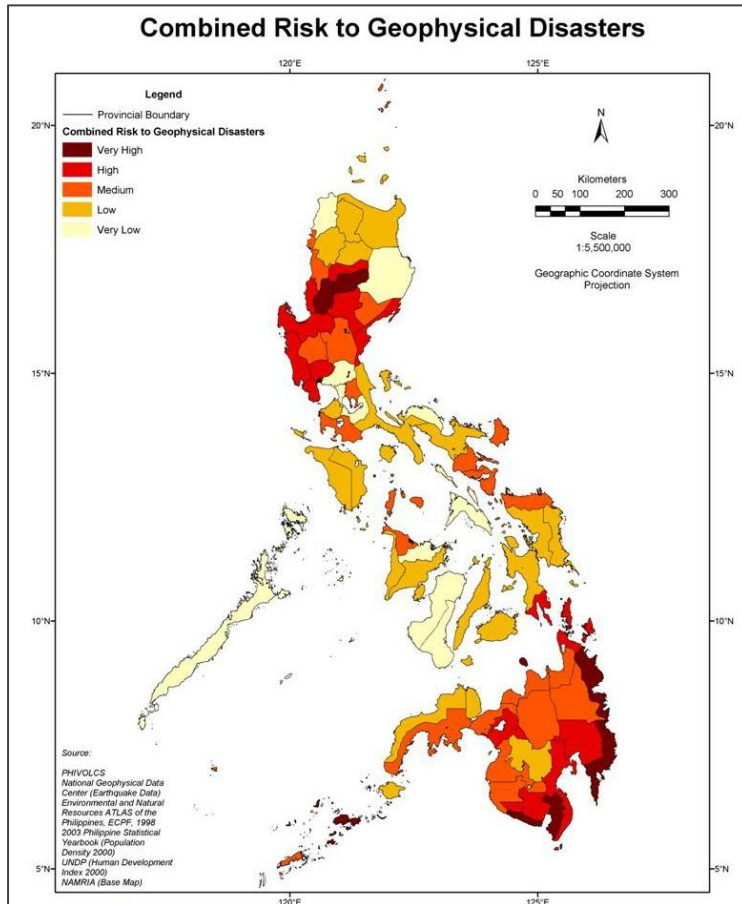 Combined Risk to Geophysical Disasters
120°E
125°E
Legend
Provincial Boundary
Combined Risk to Geophysical Disasters
Very High
High
Medium
Low
Very Low
N
Kilometers
0 50 100 200 300
Scale
1:5,500,000
Geographic Coordinate System
Projection
20°N
20°N
15°N
15°N
10°N
10°N
5°N
5°N
Source:
PHIVOLCS
National Geophysical Data
Center (Earthquake Data)
Environmental and Natural
Resources ATLAS of the
Philippines, ECPF, 1998
2003 Philippine Statistical
Yearbook (Population
Density 2000)
UNDP (Human Development
Index 2000)
NAMRIA (Base Map)
120°E
125°E